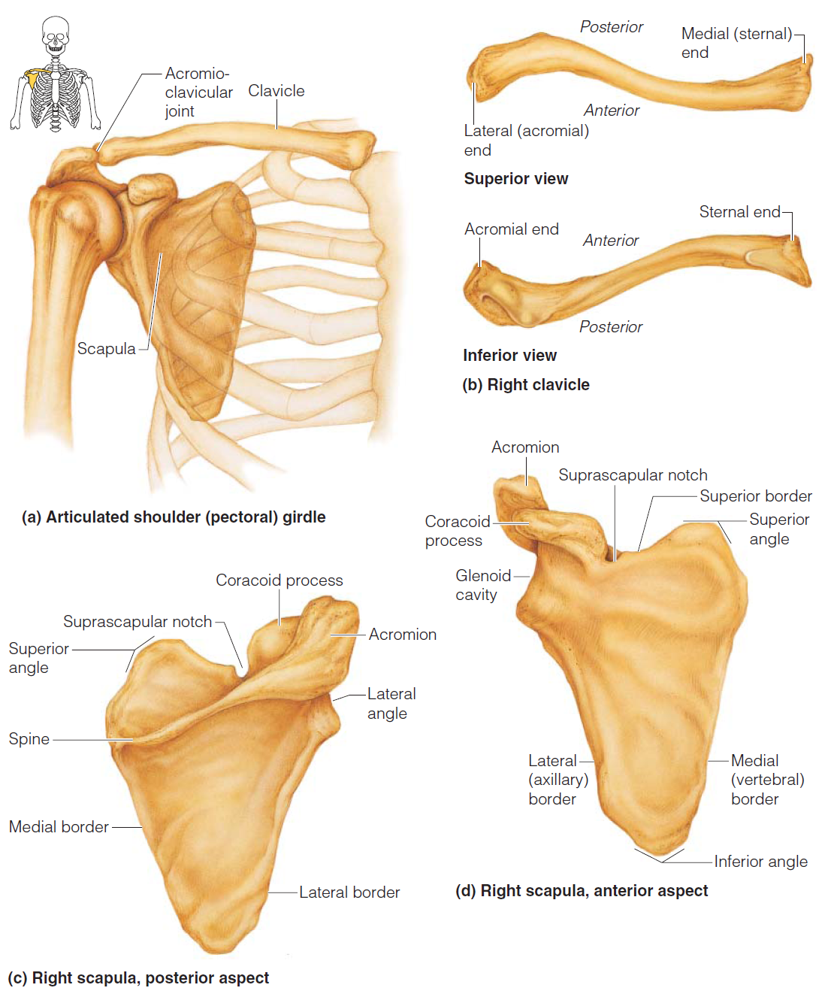 Acromio-
clavicular
joint
Clavicle
Scapula
(a) Articulated shoulder (pectoral) girdle
Posterior
Medial (sternal)
end
Anterior
Lateral (acromial)
end
Superior view
Sternal end
Acromial end
Anterior
Posterior
Inferior view
(b) Right clavicle
Coracoid process
Suprascapular notch
Superior
angle
Acromion
Lateral
angle
Spine
Medial border
Lateral border
(c) Right scapula, posterior aspect
Acromion
Suprascapular notch
Superior border
Superior
angle
Coracoid
process
Glenoid
cavity
Lateral
(axillary)
border
Medial
(vertebral)
border
Inferior angle
(d) Right scapula, anterior aspect